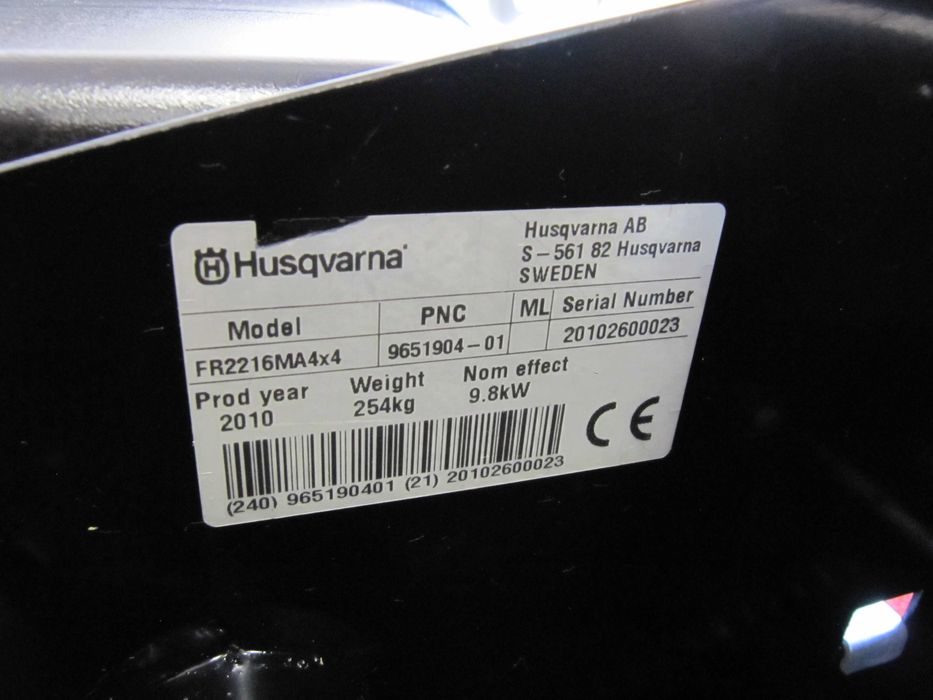 Husqvarna
Husqvarna AB
S-561 82 Husqvarna
SWEDEN
Model PNC ML Serial Number
FR2216MA4x4 9651904-01 20102600023
Prod year Weight Nom effect
2010 254kg 9.8kW
CE
(240) 965190401 (21) 20102600023